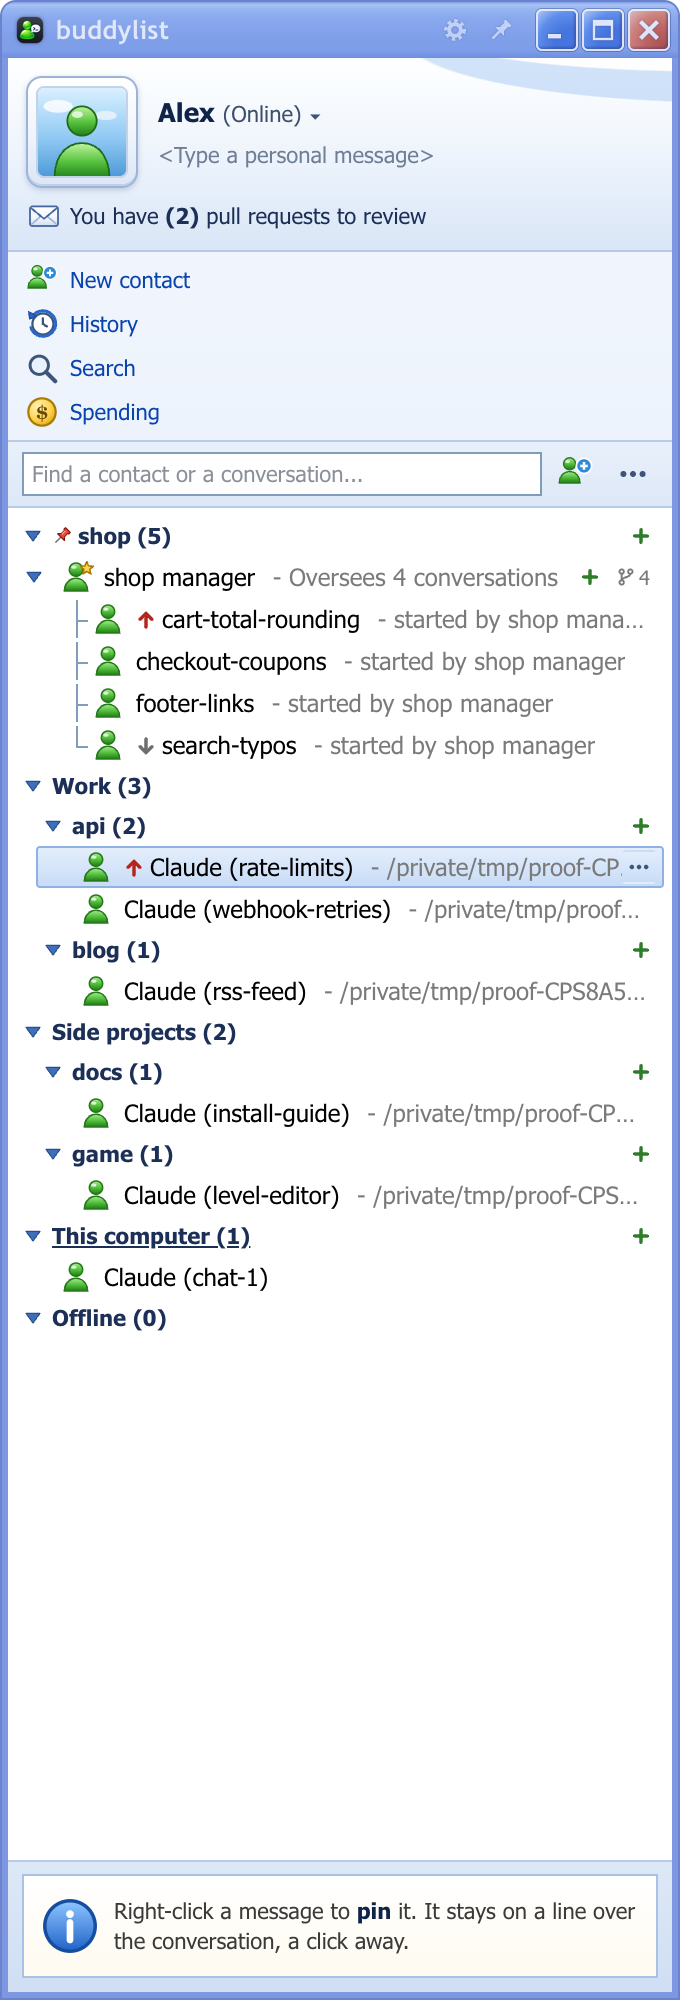 buddylist
Alex (Online)
<Type a personal message>
You have (2) pull requests to review
New contact
History
Search
Spending
Find a contact or a conversation...
shop (5)
shop manager - Oversees 4 conversations 4
cart-total-rounding - started by shop mana...
checkout-coupons - started by shop manager
footer-links - started by shop manager
search-typos - started by shop manager
Work (3)
api (2)
Claude (rate-limits) - /private/tmp/proof-CP...
Claude (webhook-retries) - /private/tmp/proof...
blog (1)
Claude (rss-feed) - /private/tmp/proof-CPS8A5...
Side projects (2)
docs (1)
Claude (install-guide) - /private/tmp/proof-CP...
game (1)
Claude (level-editor) - /private/tmp/proof-CPS...
This computer (1)
Claude (chat-1)
Offline (0)
Right-click a message to pin it. It stays on a line over
the conversation, a click away.